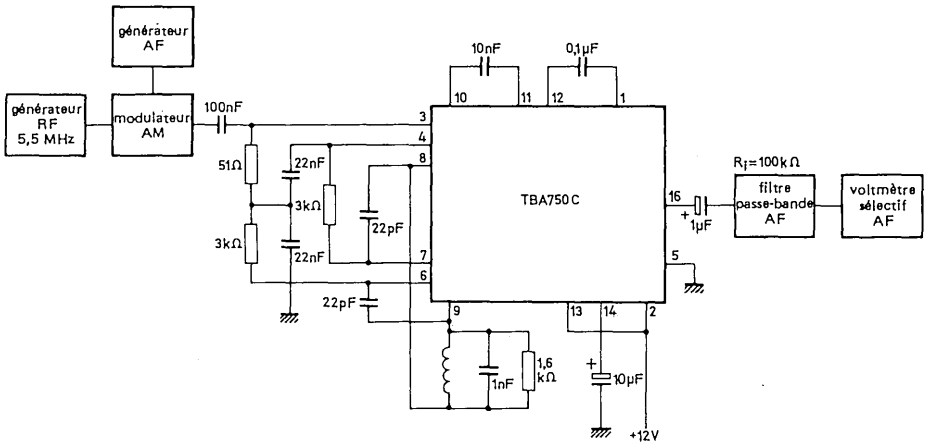 générateur
AF
générateur
RF
5,5 MHz
modulateur
AM
100nF
51Ω
3kΩ
22nF
22nF
3kΩ
22pF
22pF
10nF
0,1µF
10
11
12
1
3
4
8
7
6
TBA750C
16
5
9
13
14
2
+
1µF
Ri=100kΩ
filtre
passe-bande
AF
voltmètre
sélectif
AF
1nF
1,6
kΩ
+
10µF
+12V